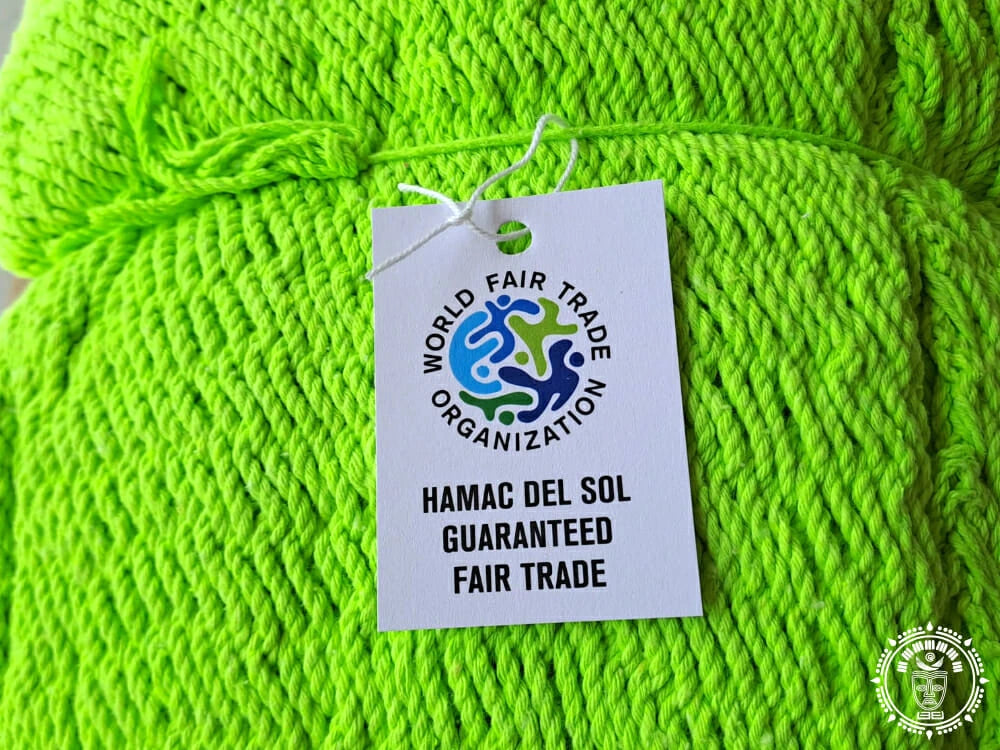 WORLD FAIR TRADE
ORGANIZATION
HAMAC DEL SOL
GUARANTEED
FAIR TRADE